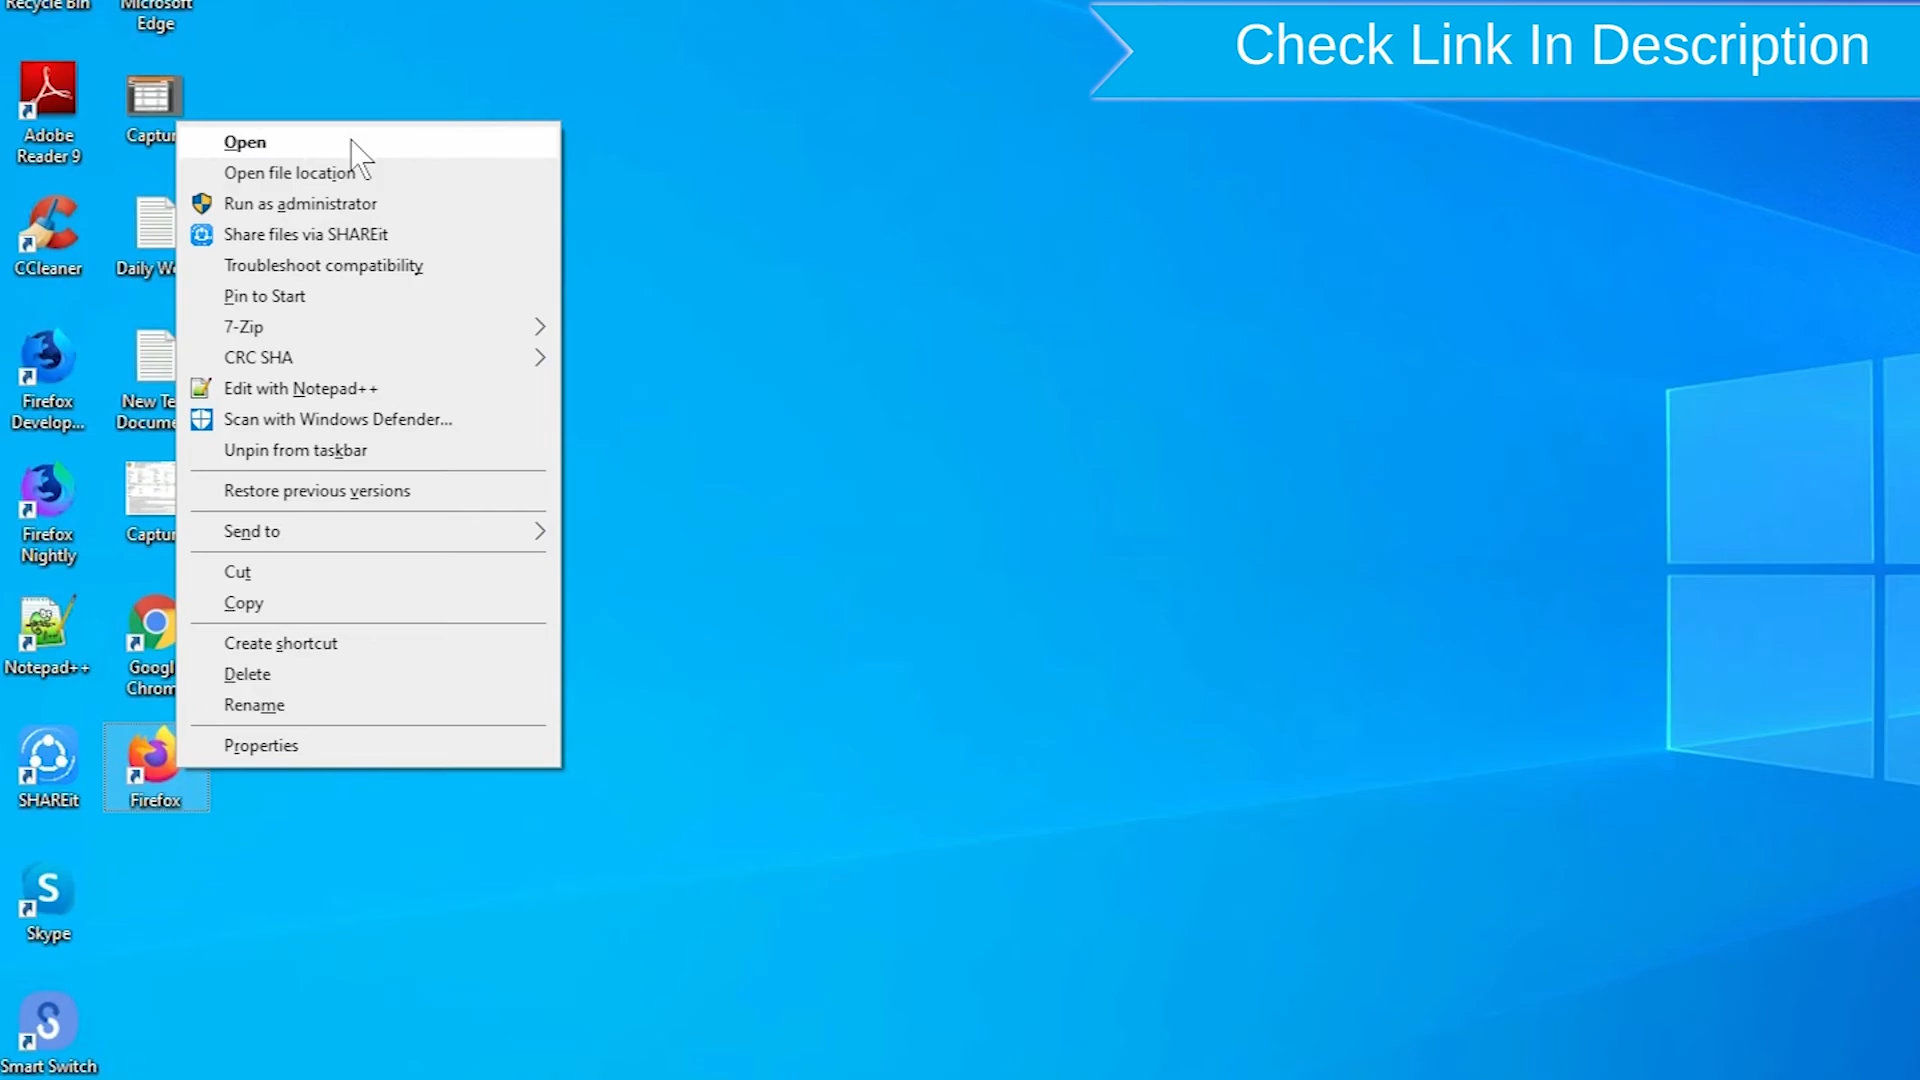 Recycle Bin
Microsoft
Edge
Check Link In Description
Adobe
Reader 9
Captur
CCleaner
Daily Wo
Firefox
Develop...
New Te
Docume
Firefox
Nightly
Captur
Notepad++
Googl
Chrom
SHAREit
Firefox
Skype
Smart Switch
Open
Open file location
Run as administrator
Share files via SHAREit
Troubleshoot compatibility
Pin to Start
7-Zip
CRC SHA
Edit with Notepad++
Scan with Windows Defender...
Unpin from taskbar
Restore previous versions
Send to
Cut
Copy
Create shortcut
Delete
Rename
Properties